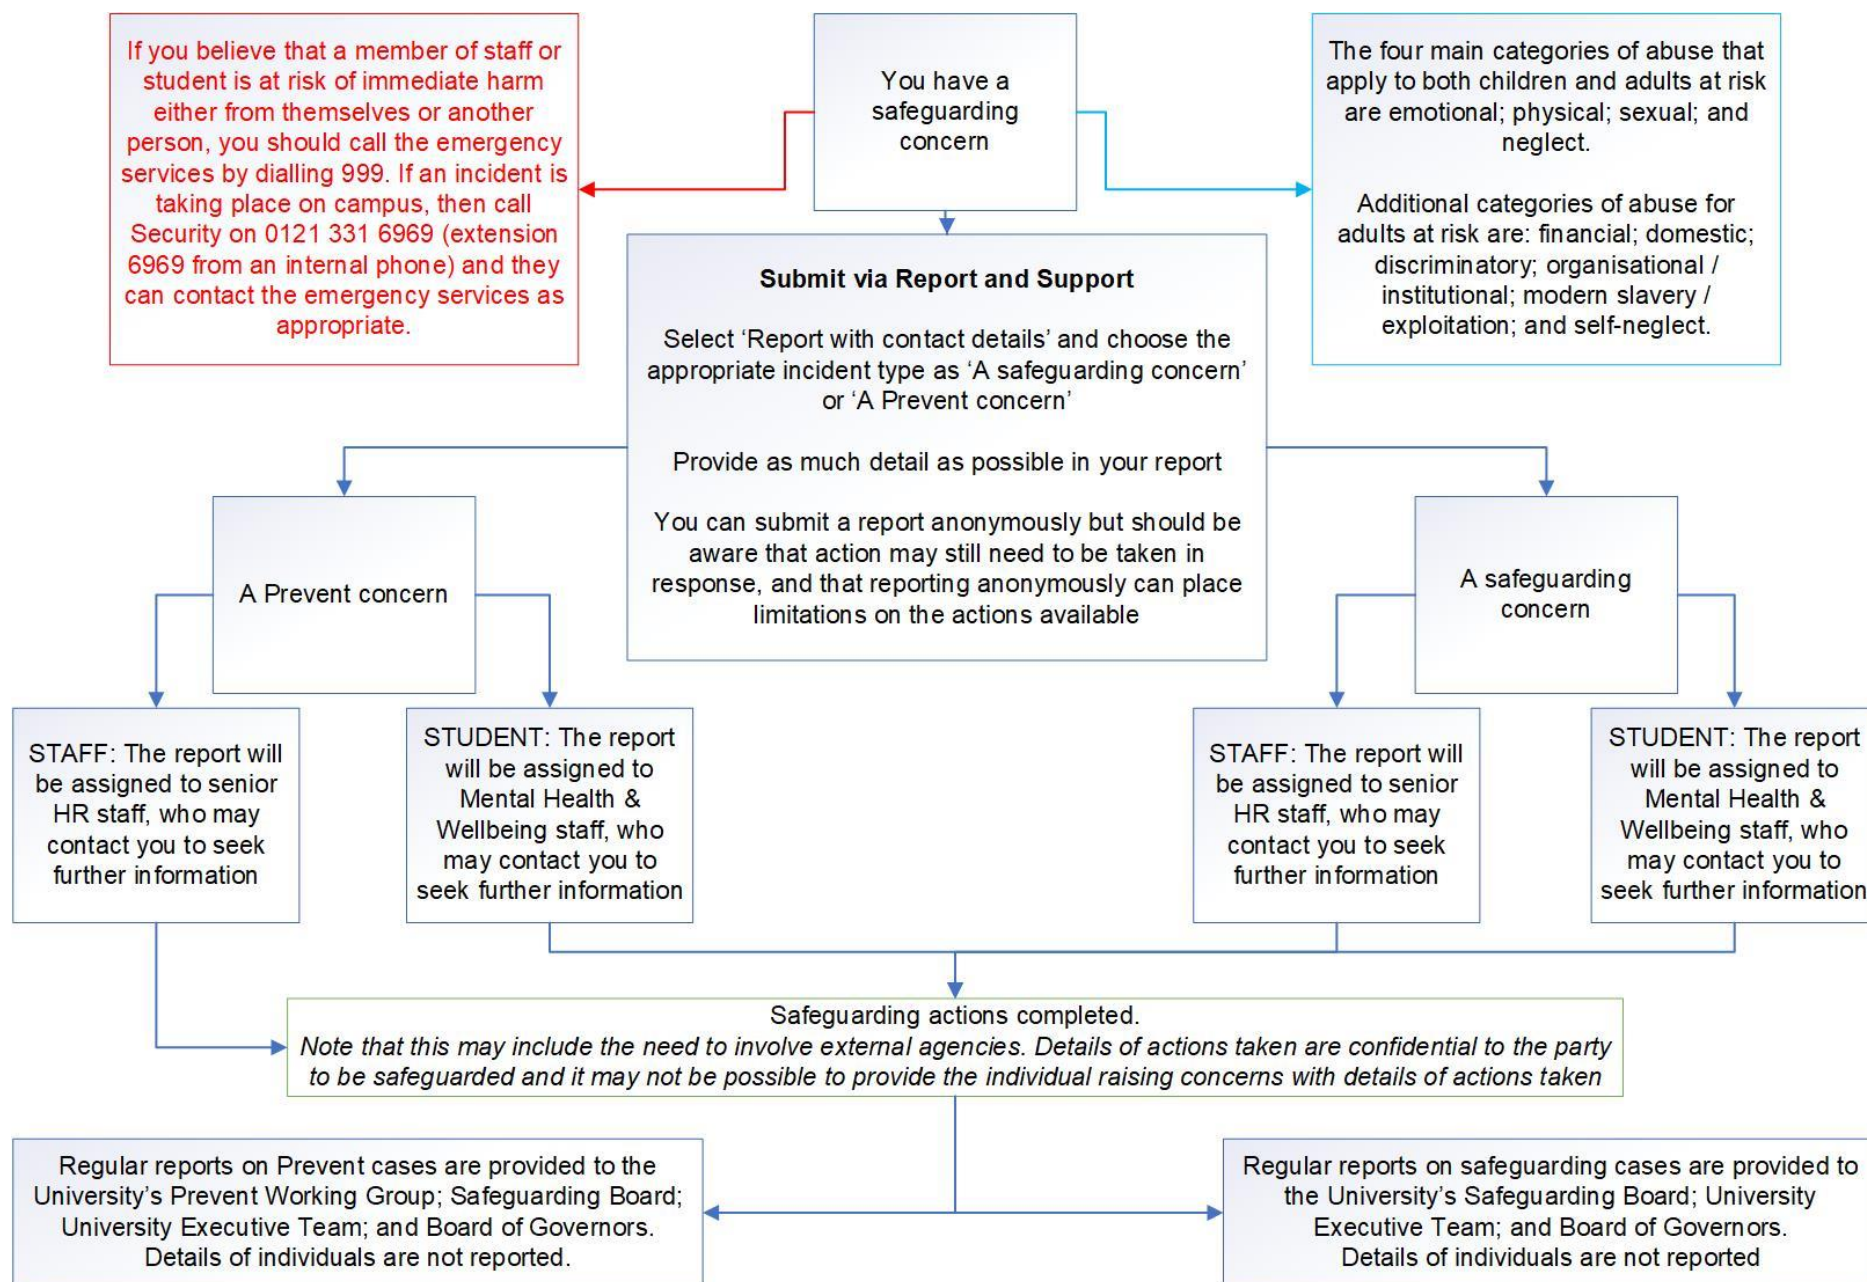 If you believe that a member of staff or
student is at risk of immediate harm
either from themselves or another
person, you should call the emergency
services by dialling 999. If an incident is
taking place on campus, then call
Security on 0121 331 6969 (extension
6969 from an internal phone) and they
can contact the emergency services as
appropriate.
You have a
safeguarding
concern
The four main categories of abuse that
apply to both children and adults at risk
are emotional; physical; sexual; and
neglect.
Additional categories of abuse for
adults at risk are: financial; domestic;
discriminatory; organisational /
institutional; modern slavery /
exploitation; and self-neglect.
Submit via Report and Support
Select ‘Report with contact details’ and choose the
appropriate incident type as ‘A safeguarding concern’
or ‘A Prevent concern’
Provide as much detail as possible in your report
You can submit a report anonymously but should be
aware that action may still need to be taken in
response, and that reporting anonymously can place
limitations on the actions available
A Prevent concern
A safeguarding
concern
STAFF: The report will
be assigned to senior
HR staff, who may
contact you to seek
further information
STUDENT: The report
will be assigned to
Mental Health &
Wellbeing staff, who
may contact you to
seek further information
STAFF: The report will
be assigned to senior
HR staff, who may
contact you to seek
further information
STUDENT: The report
will be assigned to
Mental Health &
Wellbeing staff, who
may contact you to
seek further information
Safeguarding actions completed.
Note that this may include the need to involve external agencies. Details of actions taken are confidential to the party
to be safeguarded and it may not be possible to provide the individual raising concerns with details of actions taken
Regular reports on Prevent cases are provided to the
University’s Prevent Working Group; Safeguarding Board;
University Executive Team; and Board of Governors.
Details of individuals are not reported.
Regular reports on safeguarding cases are provided to
the University’s Safeguarding Board; University
Executive Team; and Board of Governors.
Details of individuals are not reported